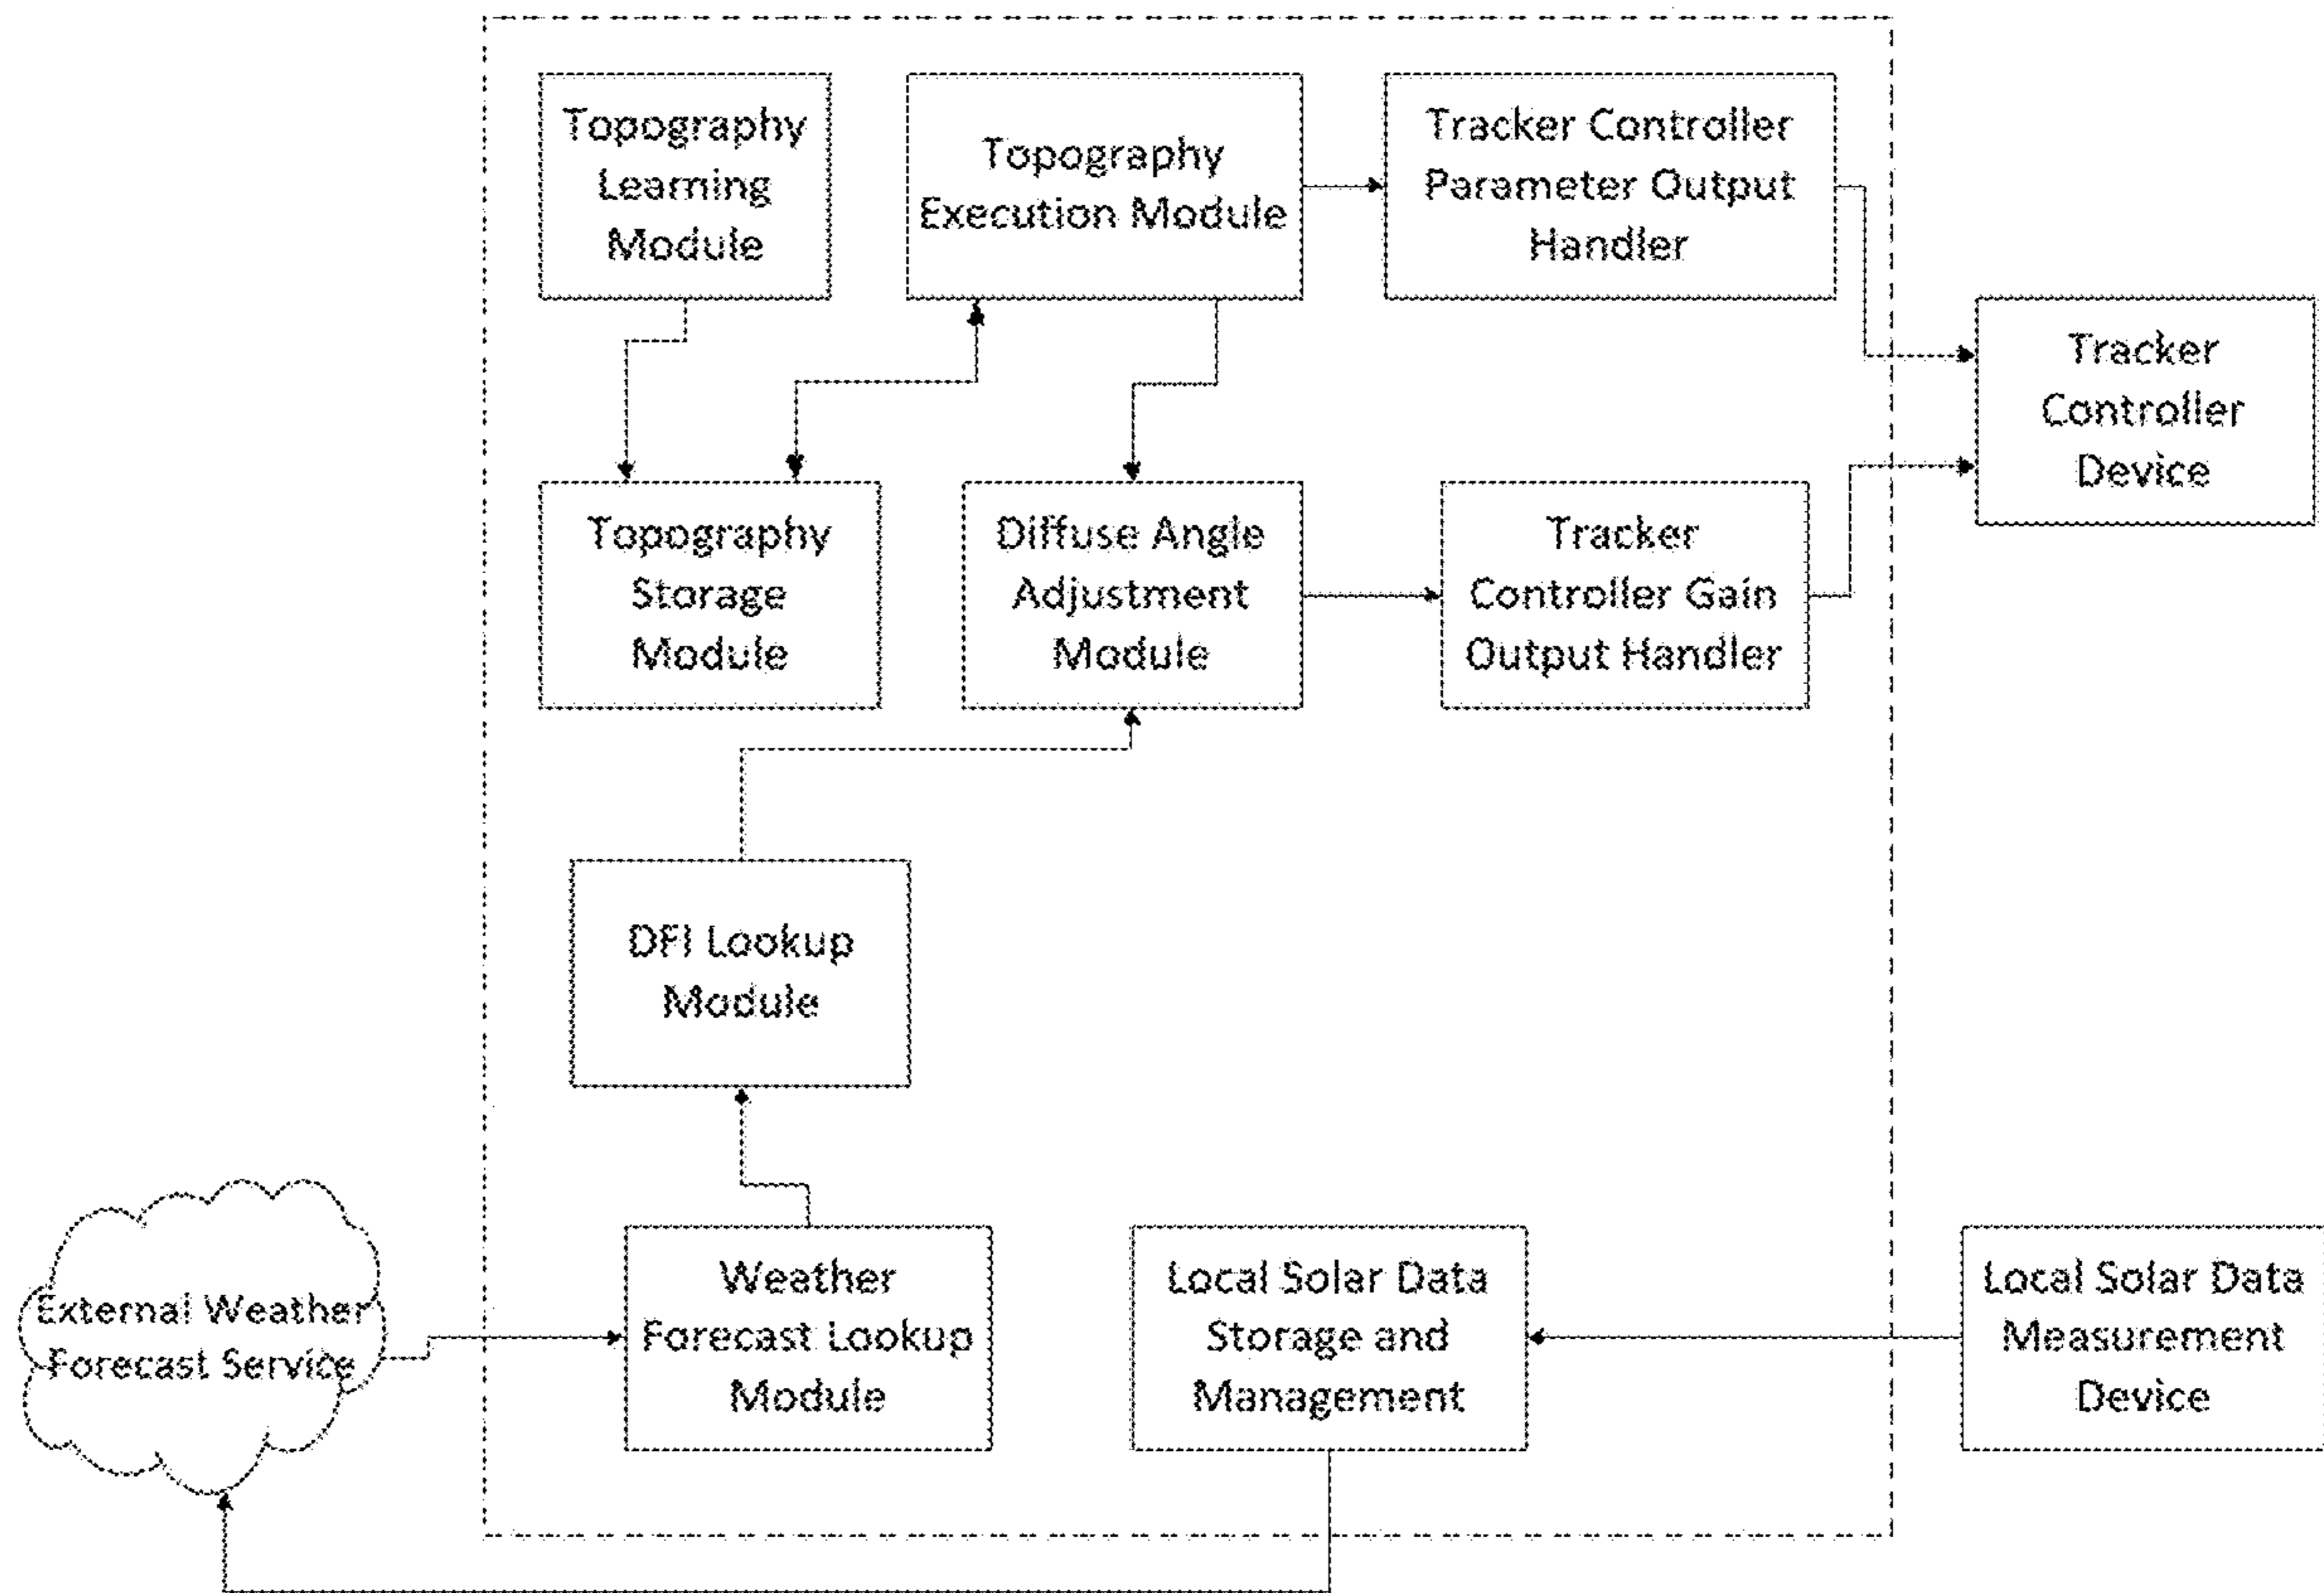 Topography
Learning
Module
Topography
Execution Module
Tracker Controller
Parameter Output
Handler
Tracker
Controller
Device
Topography
Storage
Module
Diffuse Angle
Adjustment
Module
Tracker
Controller Gain
Output Handler
DFI Lookup
Module
External Weather
Forecast Service
Weather
Forecast Lookup
Module
Local Solar Data
Storage and
Management
Local Solar Data
Measurement
Device